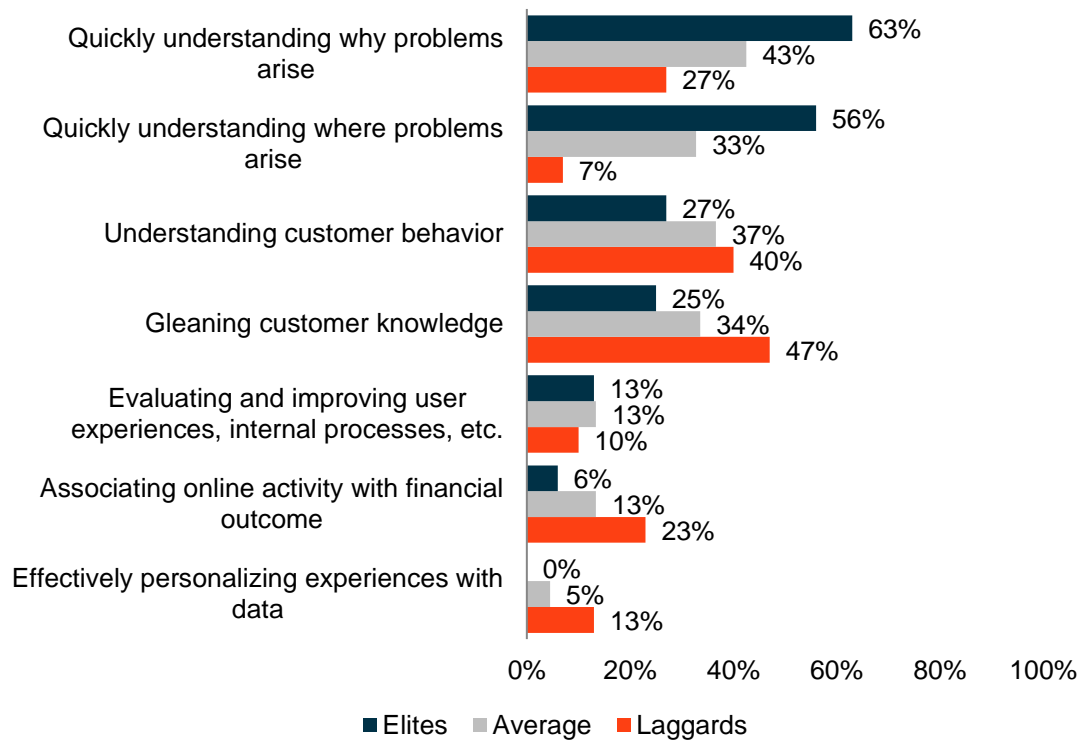 Quickly understanding why problems
arise
63%
43%
27%
Quickly understanding where problems
arise
56%
33%
7%
Understanding customer behavior
27%
37%
40%
Gleaning customer knowledge
25%
34%
47%
Evaluating and improving user
experiences, internal processes, etc.
13%
13%
10%
Associating online activity with financial
outcome
6%
13%
23%
Effectively personalizing experiences with
data
0%
5%
13%
0% 20% 40% 60% 80% 100%
Elites Average Laggards